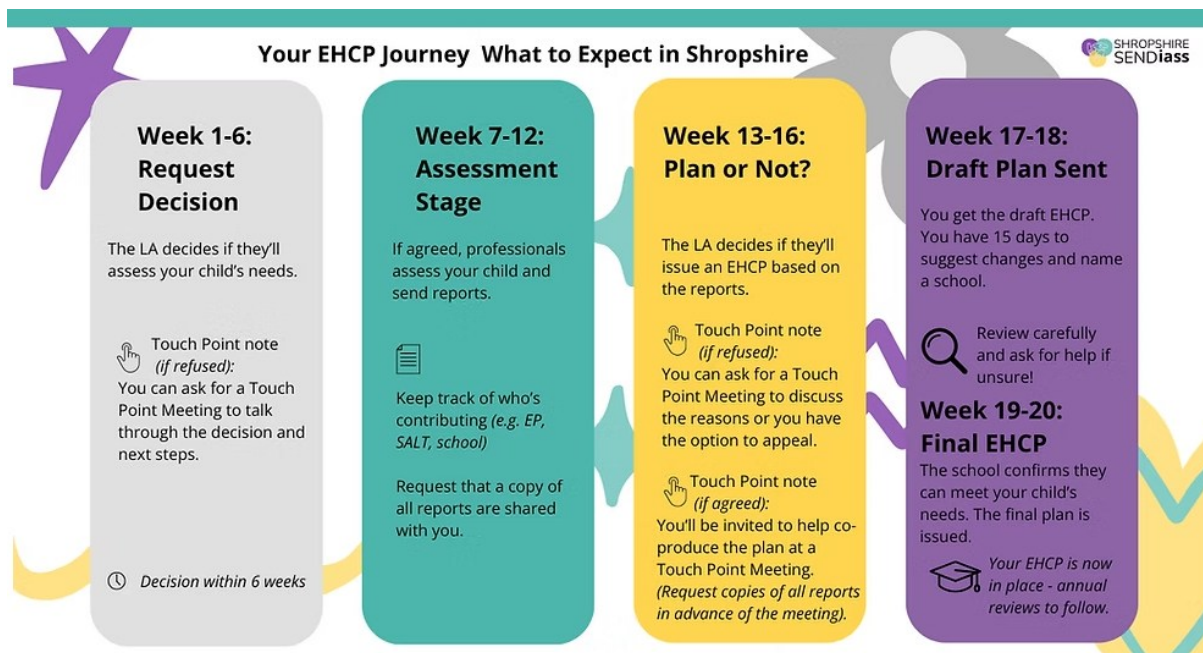 Your EHCP Journey  What to Expect in Shropshire
SHROPSHIRE
SENDiass
Week 1-6:
Request
Decision
The LA decides if they'll
assess your child's needs.
Touch Point note
(if refused):
You can ask for a Touch
Point Meeting to talk
through the decision and
next steps.
Decision within 6 weeks
Week 7-12:
Assessment
Stage
If agreed, professionals
assess your child and
send reports.
Keep track of who's
contributing (e.g. EP,
SALT, school)
Request that a copy of
all reports are shared
with you.
Week 13-16:
Plan or Not?
The LA decides if they'll
issue an EHCP based on
the reports.
Touch Point note
(if refused):
You can ask for a Touch
Point Meeting to discuss
the reasons or you have
the option to appeal.
Touch Point note
(if agreed):
You'll be invited to help co-
produce the plan at a
Touch Point Meeting.
(Request copies of all reports
in advance of the meeting).
Week 17-18:
Draft Plan Sent
You get the draft EHCP.
You have 15 days to
suggest changes and name
a school.
Review carefully
and ask for help if
unsure!
Week 19-20:
Final EHCP
The school confirms they
can meet your child's
needs. The final plan is
issued.
Your EHCP is now
in place - annual
reviews to follow.